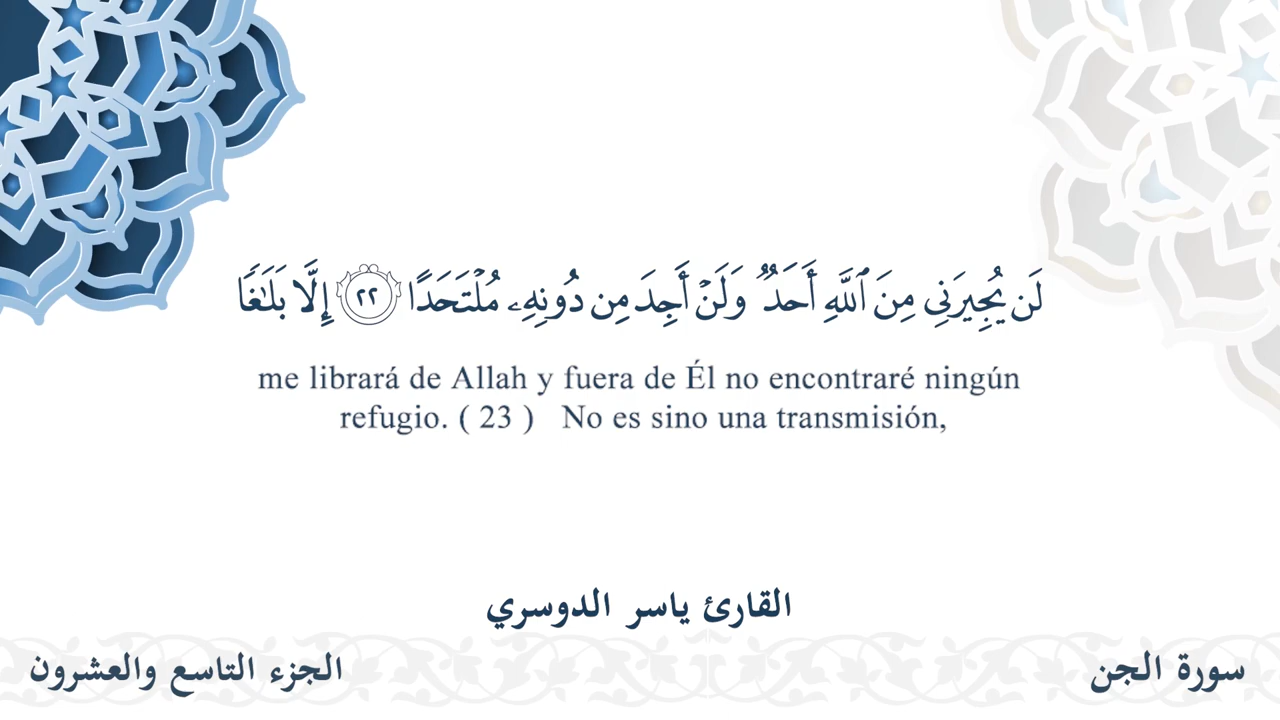 لَن يُجِيرَنِي مِنَ ٱللَّهِ أَحَدٌ وَلَنْ أَجِدَ مِن دُونِهِۦ مُلْتَحَدًا ٢٢ إِلَّا بَلَـٰغًا
me librará de Allah y fuera de Él no encontraré ningún
refugio. ( 23 ) No es sino una transmisión,
القارئ ياسر الدوسري
سورة الجن
الجزء التاسع والعشرون